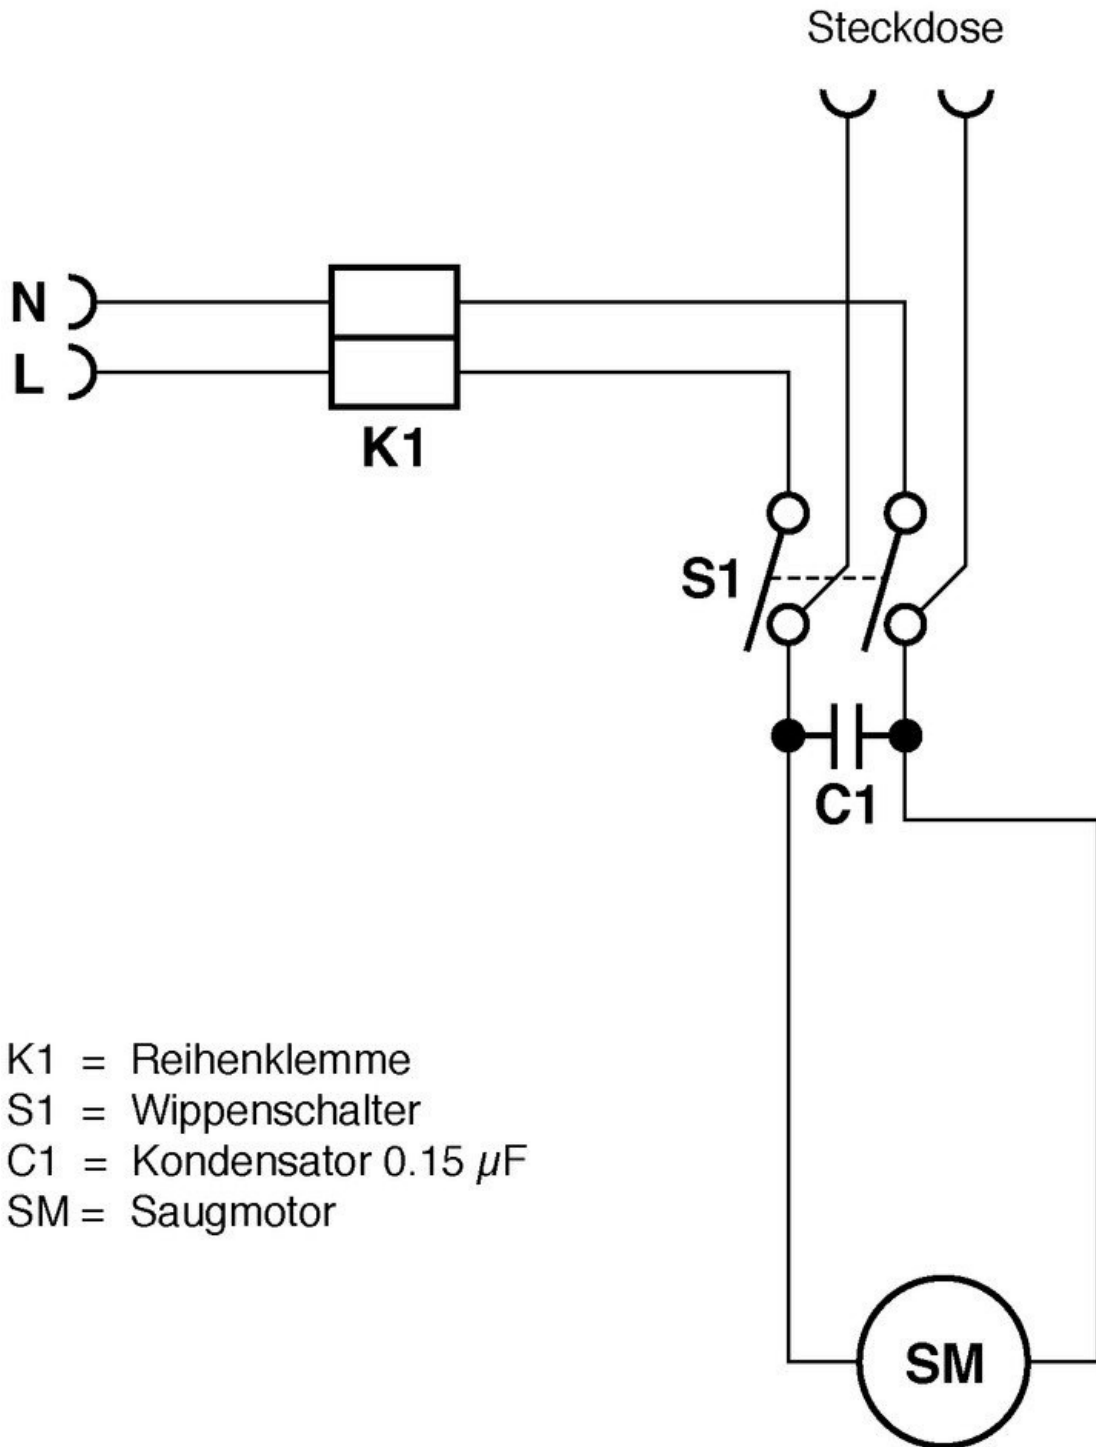 Steckdose
N
L
K1
S1
C1
K1 = Reihenklemme
S1 = Wippenschalter
C1 = Kondensator 0.15 µF
SM = Saugmotor
SM